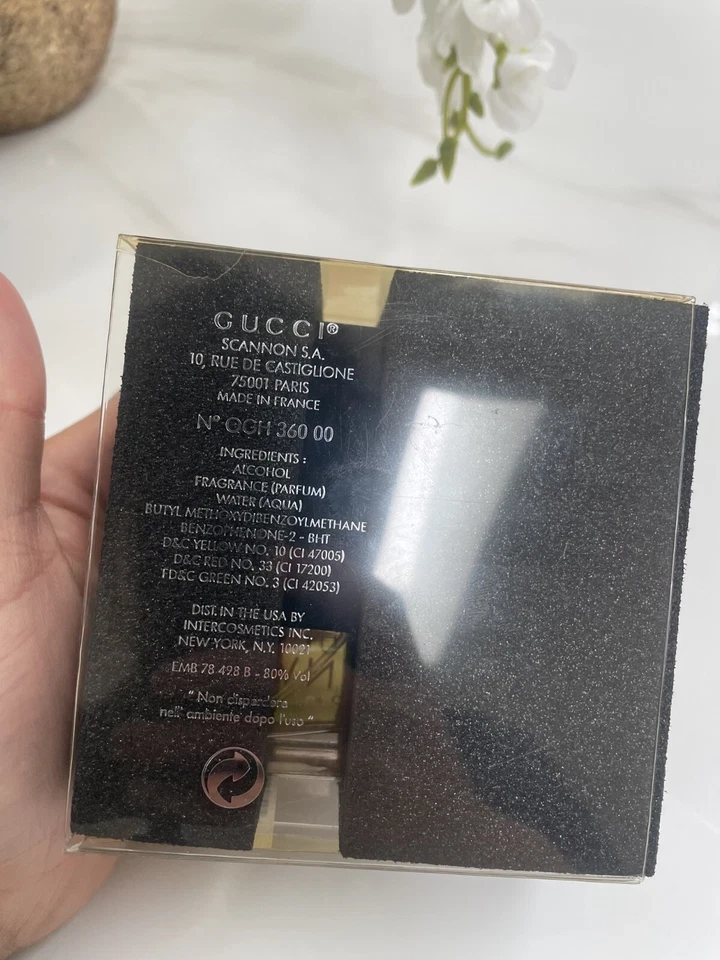 GUCCI®
SCANNON S.A.
10, RUE DE CASTIGLIONE
75001 PARIS
MADE IN FRANCE
N° QGH 360 00
INGREDIENTS :
ALCOHOL
FRAGRANCE (PARFUM)
WATER (AQUA)
BUTYL METHOXYDIBENZOYLMETHANE
BENZOPHENONE-2 - BHT
D&C YELLOW NO. 10 (CI 47005)
D&C RED NO. 33 (CI 17200)
FD&C GREEN NO. 3 (CI 42053)
DIST. IN THE USA BY
INTERCOSMETICS INC.
NEW YORK, N.Y. 10021
EMB 78 498 B - 80% Vol
" Non disperdere
nell' ambiente dopo l'uso "